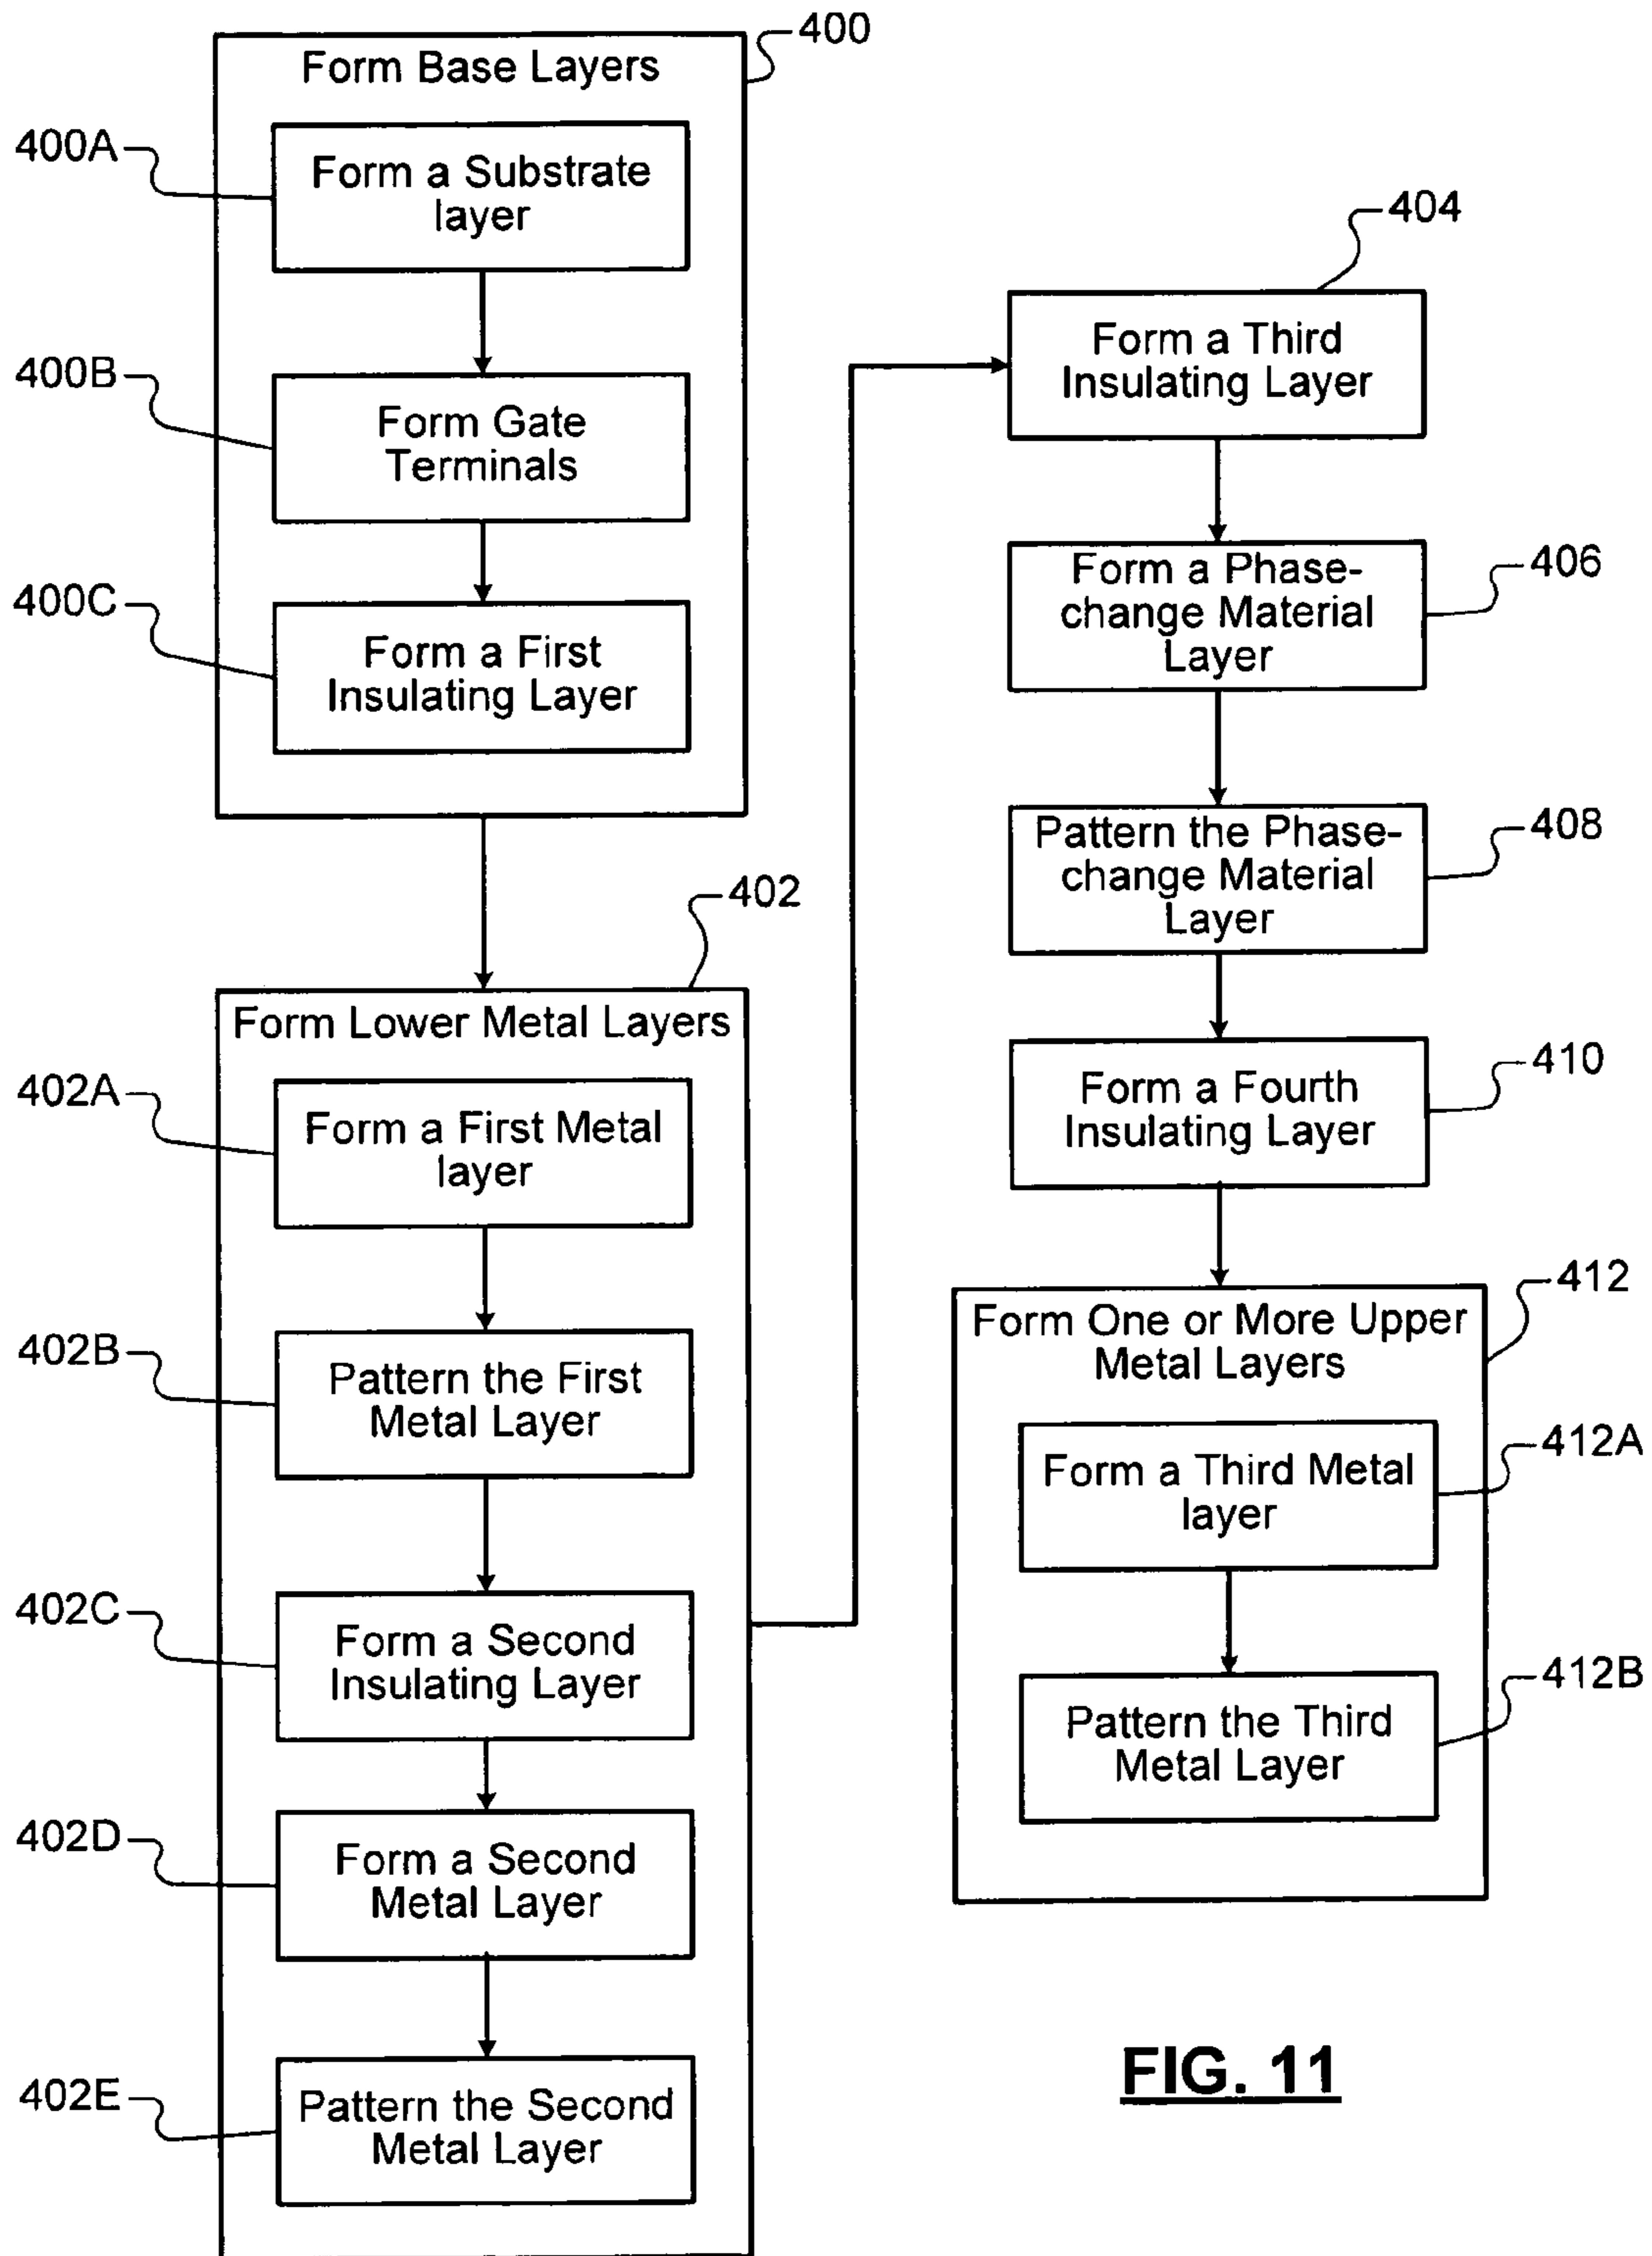 400
Form Base Layers
400A
Form a Substrate
layer
400B
Form Gate
Terminals
400C
Form a First
Insulating Layer
402
Form Lower Metal Layers
402A
Form a First Metal
layer
402B
Pattern the First
Metal Layer
402C
Form a Second
Insulating Layer
402D
Form a Second
Metal Layer
402E
Pattern the Second
Metal Layer
404
Form a Third
Insulating Layer
406
Form a Phase-
change Material
Layer
408
Pattern the Phase-
change Material
Layer
410
Form a Fourth
Insulating Layer
412
Form One or More Upper
Metal Layers
412A
Form a Third Metal
layer
412B
Pattern the Third
Metal Layer
FIG. 11